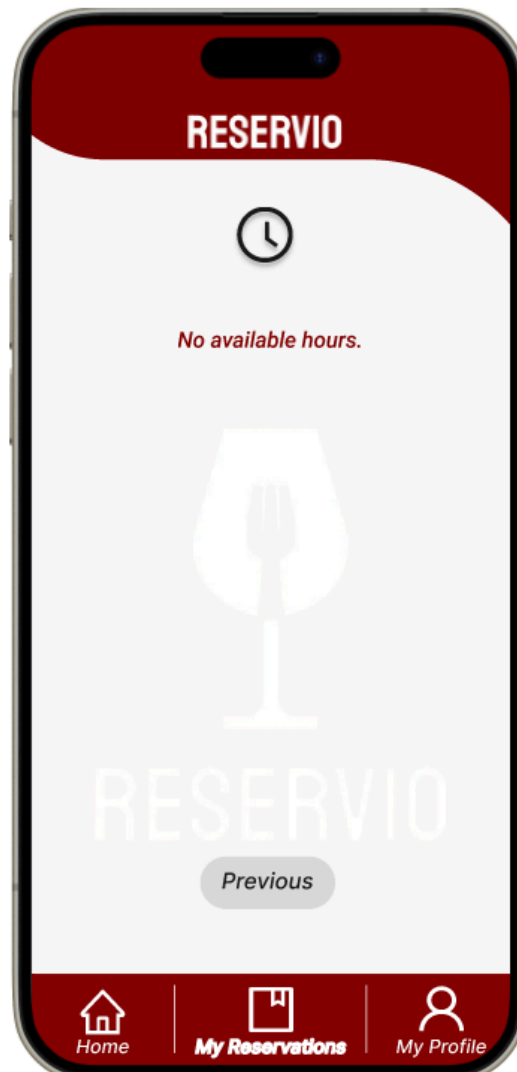 RESERVIO
No available hours.
RESERVIO
Previous
Home
My Reservations
My Profile